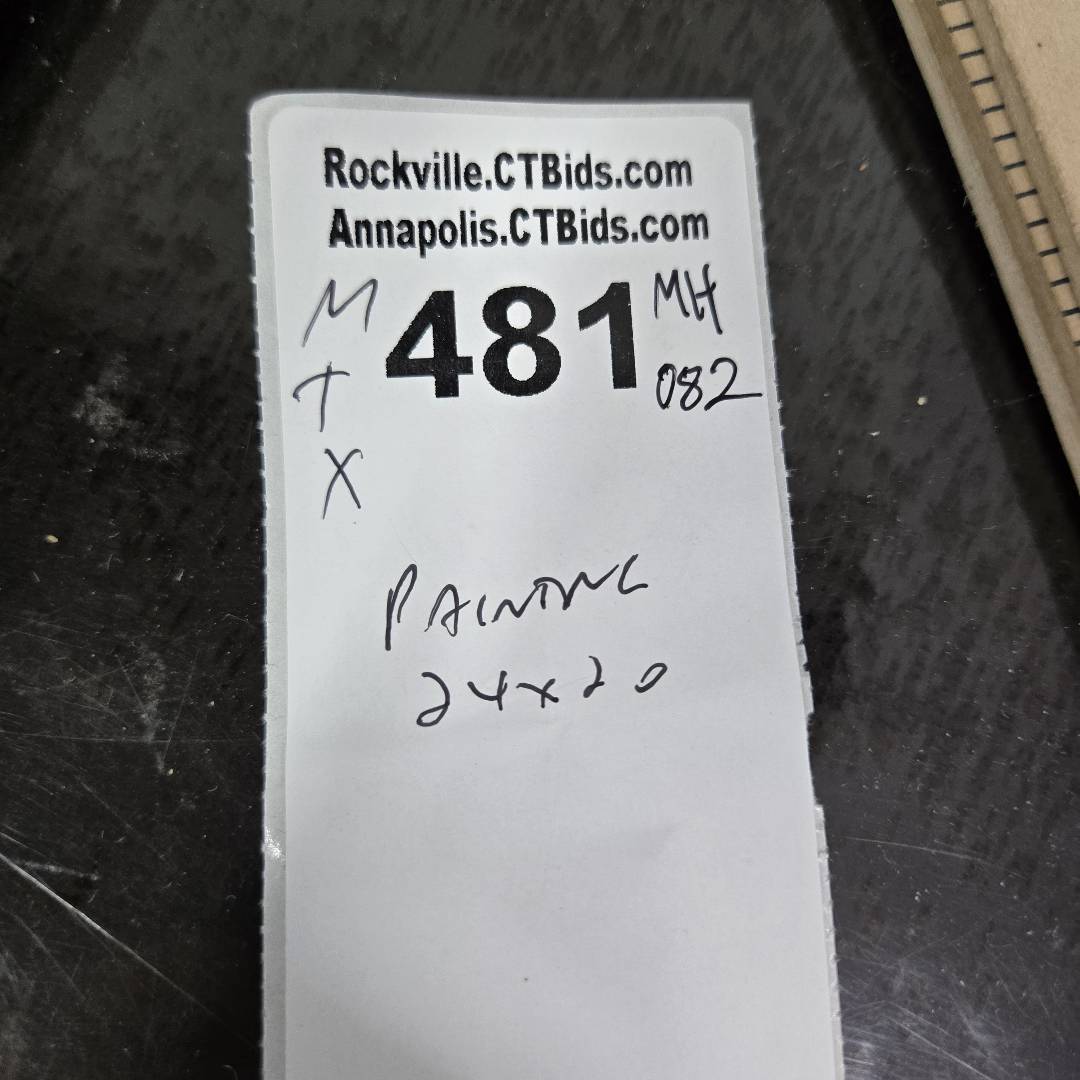 Rockville.CTBids.com
Annapolis.CTBids.com
M 481 MH
T 082
X
PAINTING
24x20